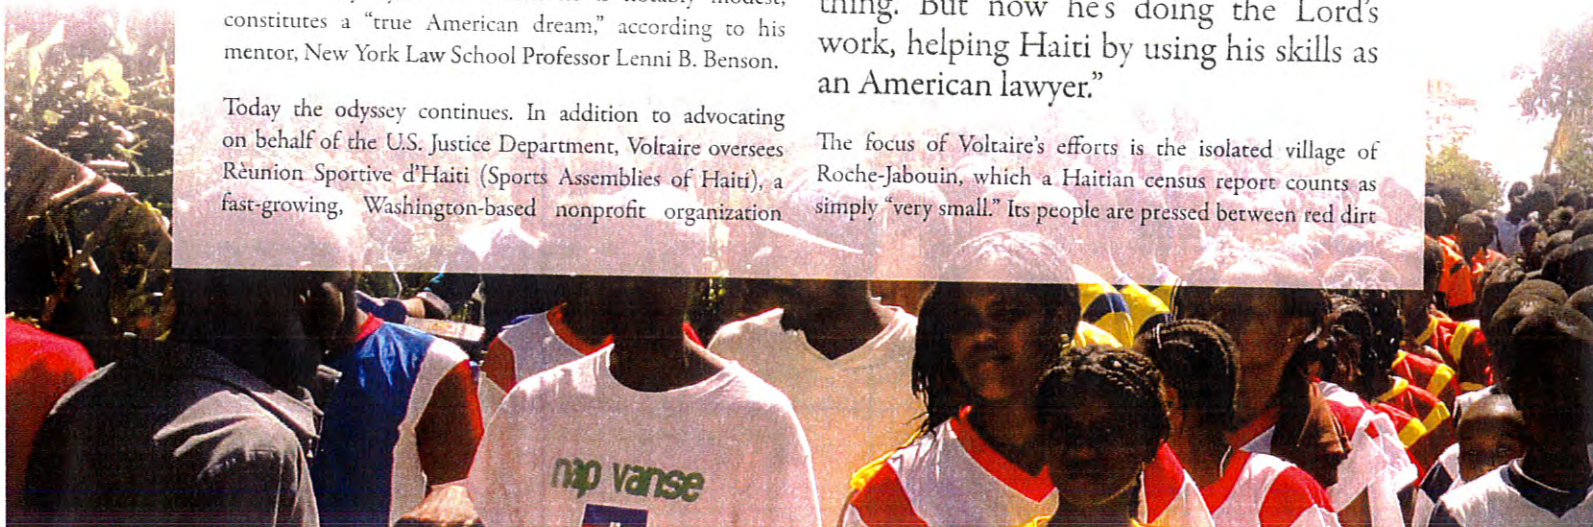 constitutes a “true American dream,” according to his
mentor, New York Law School Professor Lenni B. Benson.
Today the odyssey continues. In addition to advocating
on behalf of the U.S. Justice Department, Voltaire oversees
Rèunion Sportive d'Haiti (Sports Assemblies of Haiti), a
fast-growing, Washington-based nonprofit organization
thing. But now he's doing the Lord's
work, helping Haiti by using his skills as
an American lawyer.”
The focus of Voltaire's efforts is the isolated village of
Roche-Jabouin, which a Haitian census report counts as
simply “very small.” Its people are pressed between red dirt
nap vanse